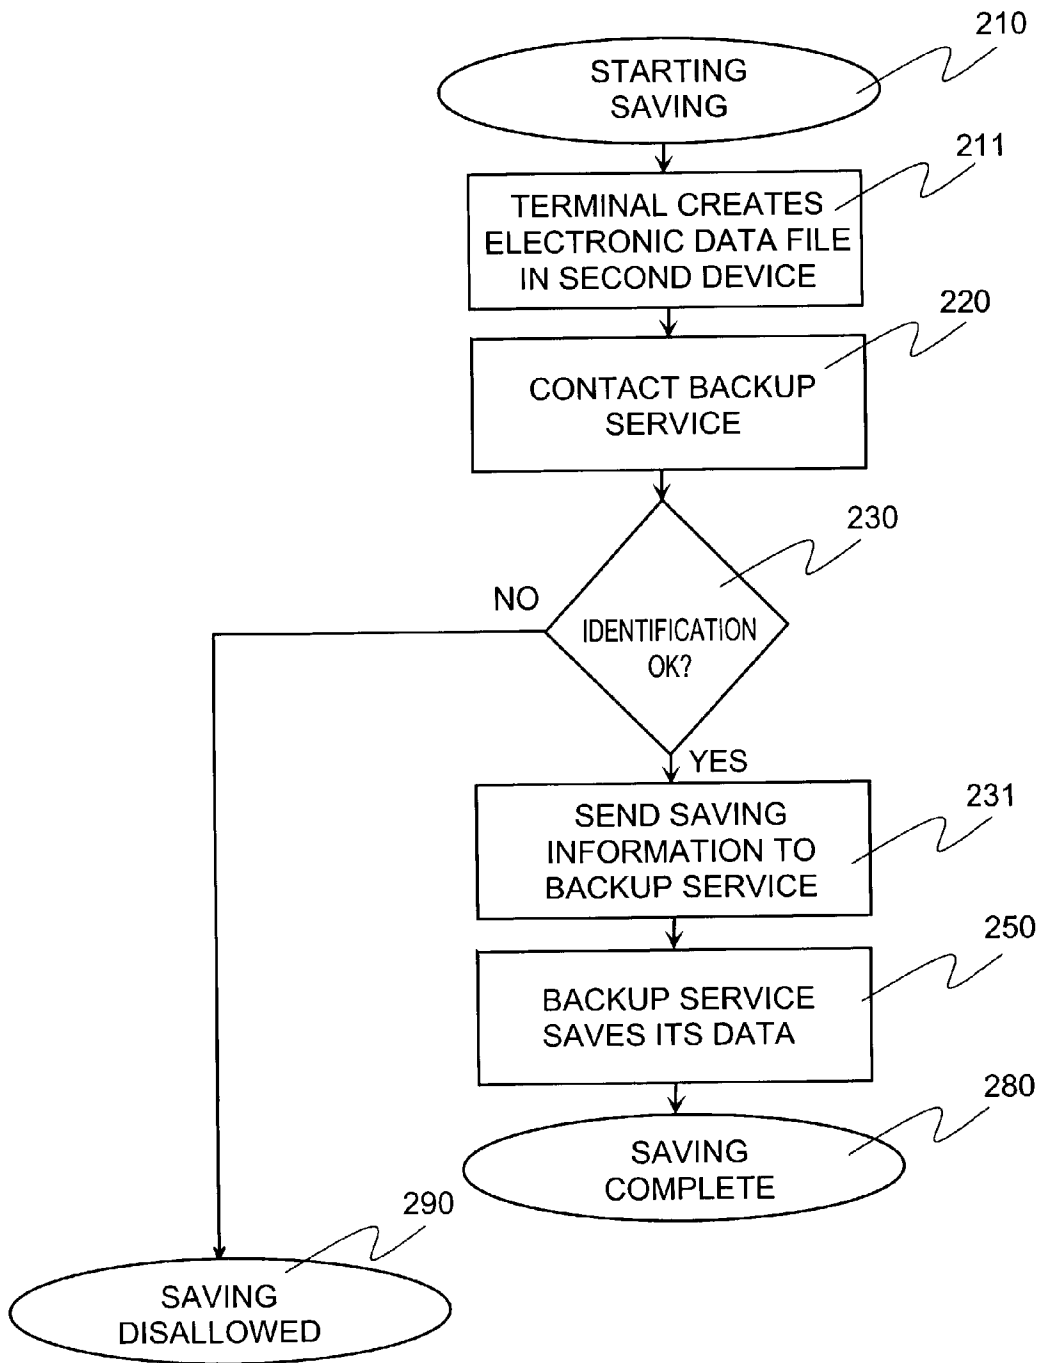 210
STARTING
SAVING
211
TERMINAL CREATES
ELECTRONIC DATA FILE
IN SECOND DEVICE
220
CONTACT BACKUP
SERVICE
230
NO
IDENTIFICATION
OK?
YES
231
SEND SAVING
INFORMATION TO
BACKUP SERVICE
250
BACKUP SERVICE
SAVES ITS DATA
280
SAVING
COMPLETE
290
SAVING
DISALLOWED